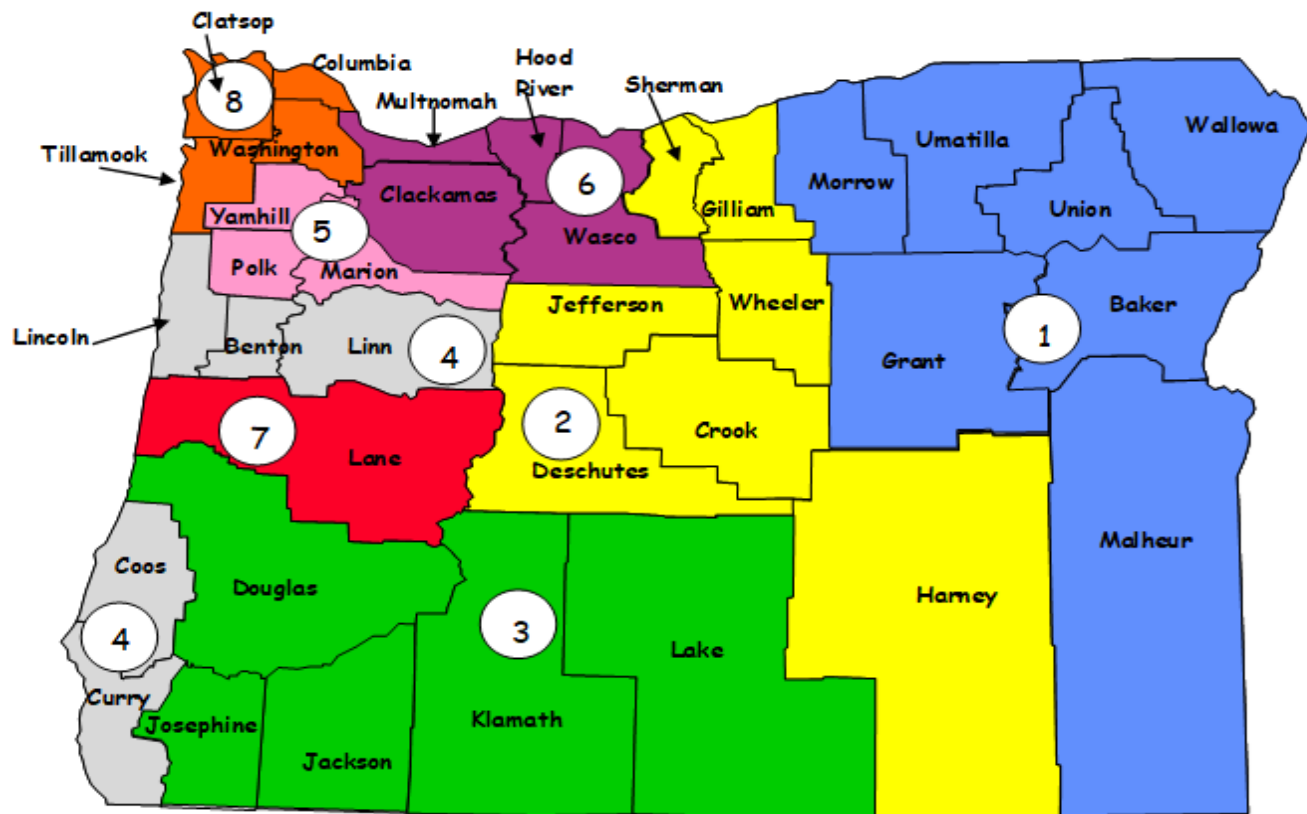 Clatsop
Columbia
Hood
River
Sherman
Multnomah
8
Tillamook
Washington
Umatilla
Wallowa
Morrow
6
Clackamas
Gilliam
Union
Yamhill
5
Wasco
Polk
Marion
Jefferson
Wheeler
Baker
Lincoln
Benton
Linn
4
Grant
1
7
2
Crook
Lane
Deschutes
Coos
Douglas
Harney
Malheur
4
3
Lake
Curry
Josephine
Klamath
Jackson